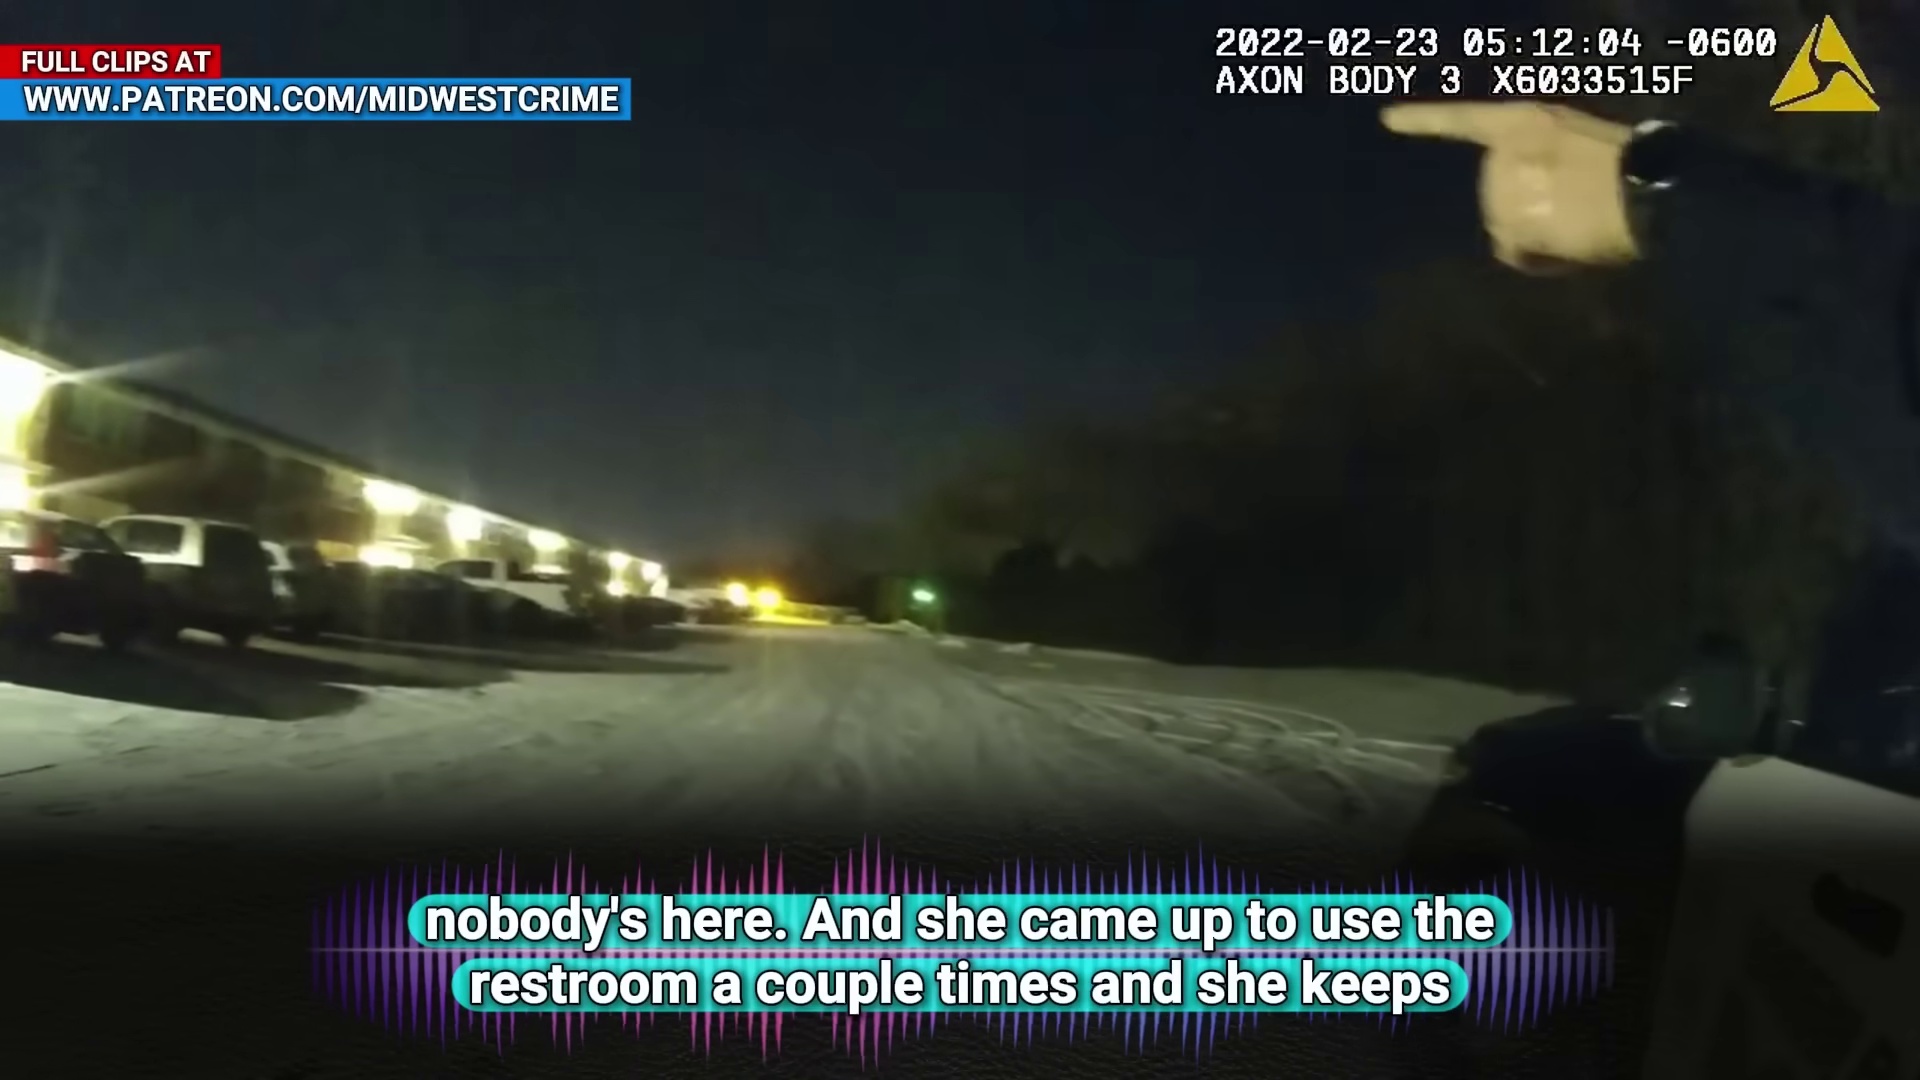 FULL CLIPS AT
WWW.PATREON.COM/MIDWESTCRIME
2022-02-23 05:12:04 -0600
AXON BODY 3 X6033515F
nobody's here. And she came up to use the
restroom a couple times and she keeps